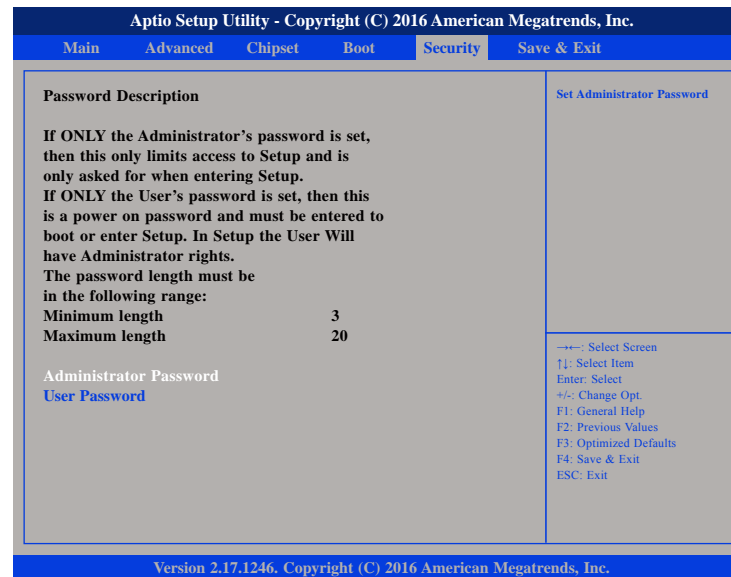 Aptio Setup Utility - Copyright (C) 2016 American Megatrends, Inc.
Main Advanced Chipset Boot Security Save & Exit
Password Description
If ONLY the Administrator's password is set,
then this only limits access to Setup and is
only asked for when entering Setup.
If ONLY the User's password is set, then this
is a power on password and must be entered to
boot or enter Setup. In Setup the User Will
have Administrator rights.
The password length must be
in the following range:
Minimum length 3
Maximum length 20
Administrator Password
User Password
Set Administrator Password
→←: Select Screen
↑↓: Select Item
Enter: Select
+/-: Change Opt.
F1: General Help
F2: Previous Values
F3: Optimized Defaults
F4: Save & Exit
ESC: Exit
Version 2.17.1246. Copyright (C) 2016 American Megatrends, Inc.